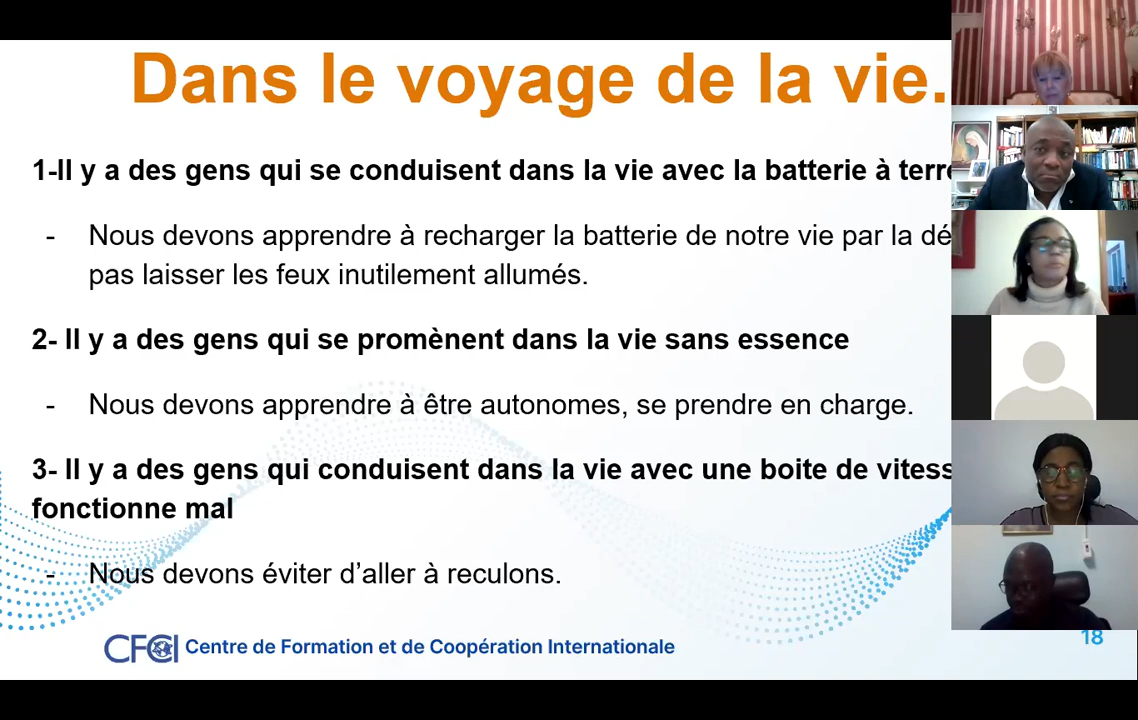 Dans le voyage de la vie.
1-Il y a des gens qui se conduisent dans la vie avec la batterie à terre
- Nous devons apprendre à recharger la batterie de notre vie par la
pas laisser les feux inutilement allumés.
2- Il y a des gens qui se promènent dans la vie sans essence
- Nous devons apprendre à être autonomes, se prendre en charge.
3- Il y a des gens qui conduisent dans la vie avec une boite de
fonctionne mal
- Nous devons éviter d’aller à reculons.
CFCI Centre de Formation et de Coopération Internationale
18